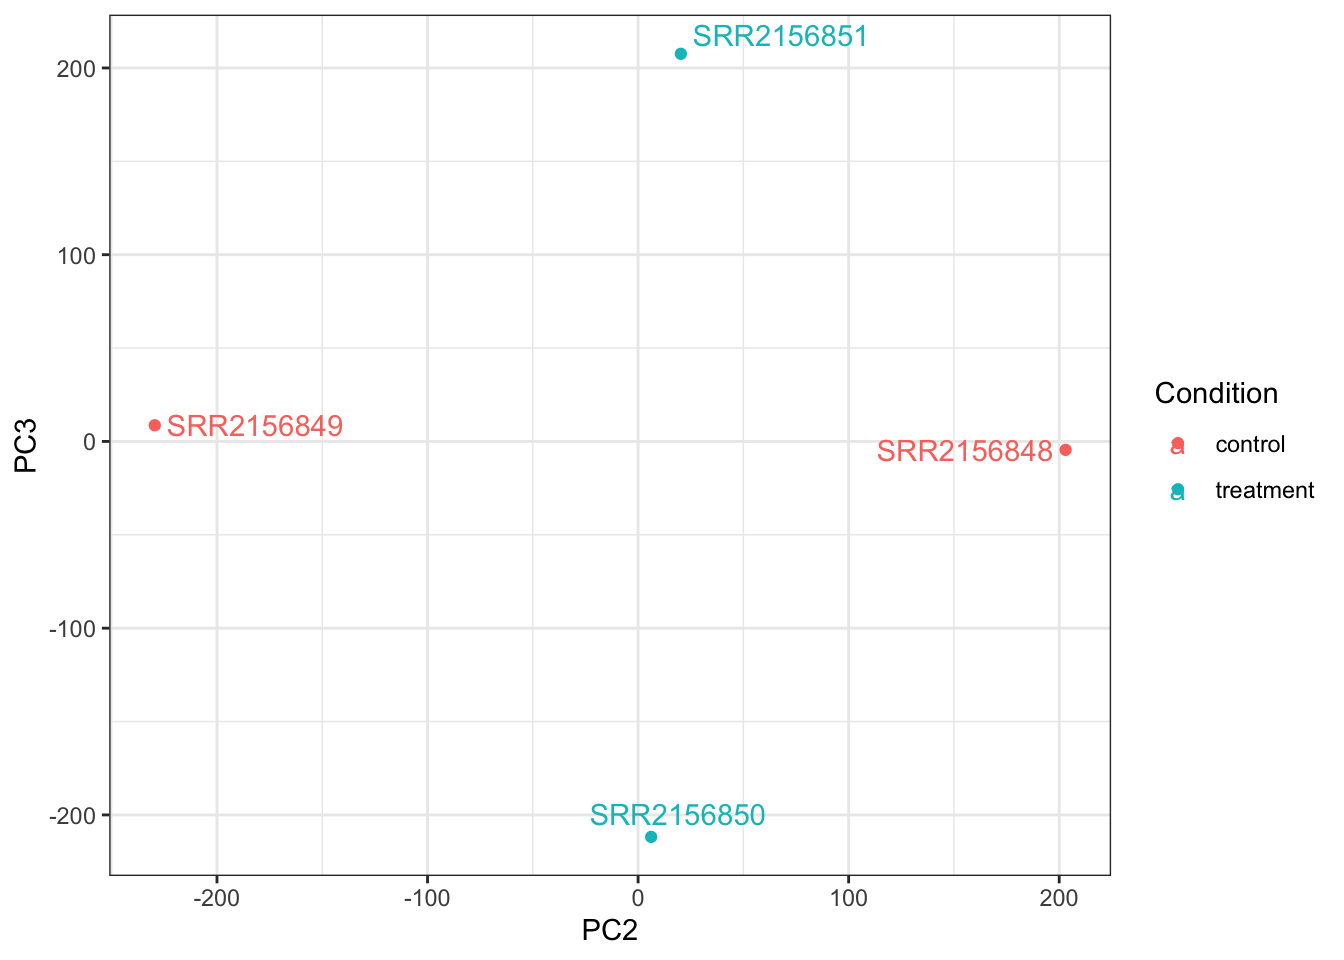 SRR2156851
200
100
SRR2156849
0
SRR2156848
-100
SRR2156850
-200
-200 -100 0 100 200
PC2
PC3
Condition
a control
a treatment